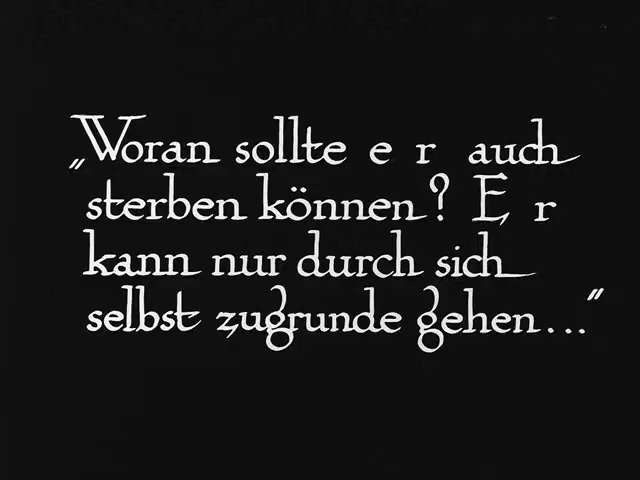 „Woran sollte e r auch
sterben können? E r
kann nur durch sich
selbst zugrunde gehen..."